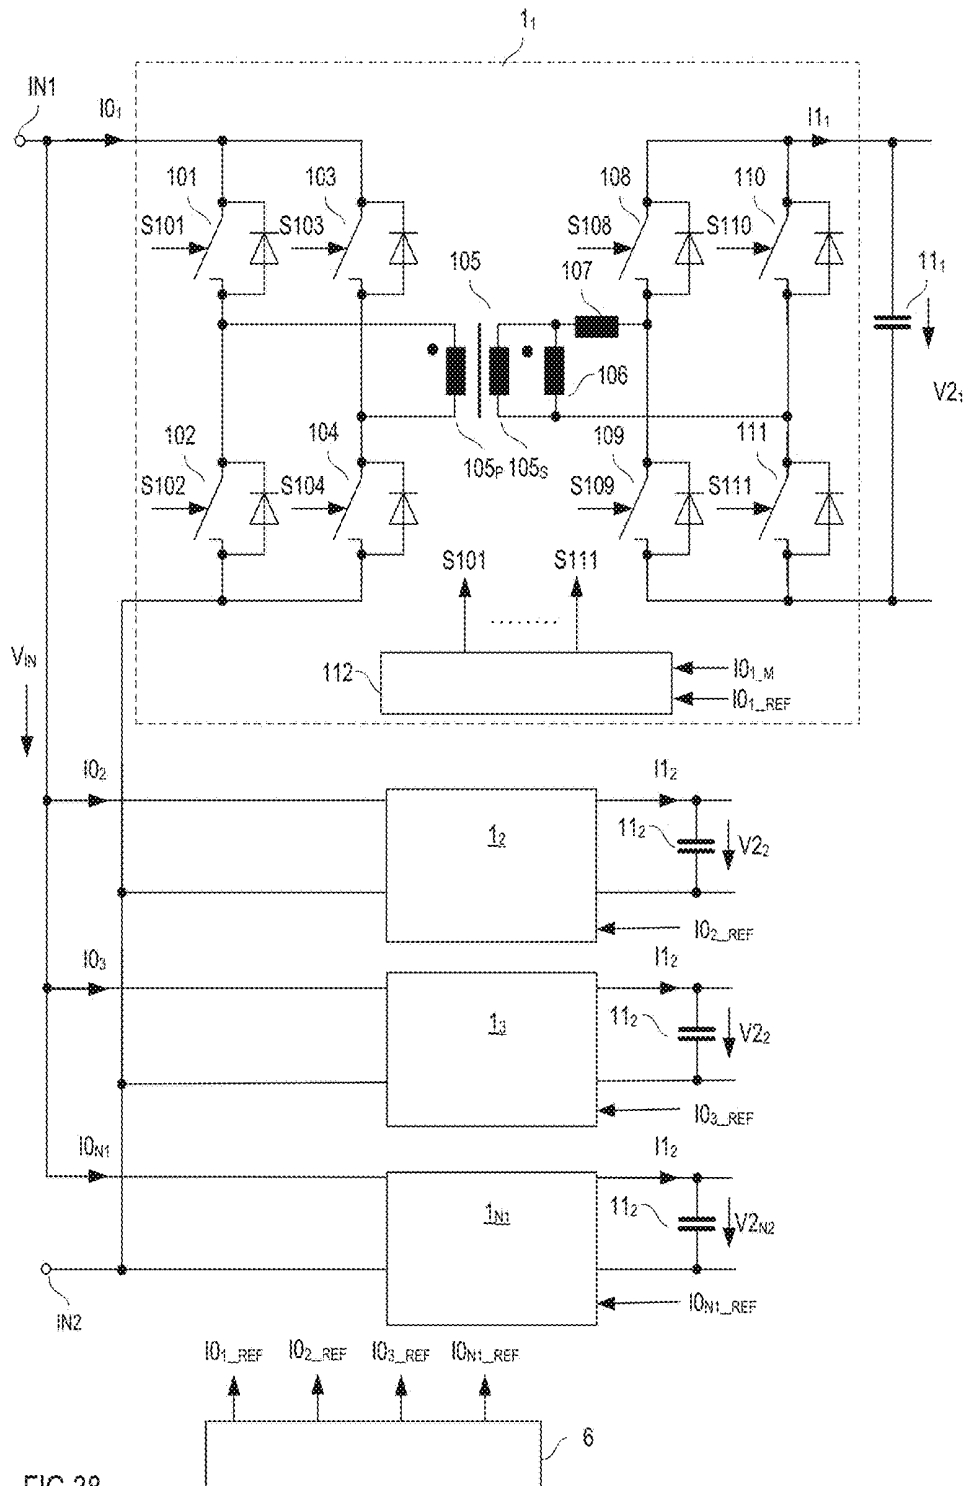 1₁
IN1
I0₁
I1₁
101
103
108
110
S101
S103
S108
S110
105
107
11₁
V2₁
106
102
104
105P
105S
109
111
S102
S104
S109
S111
S101
S111
.......
VIN
112
I01_M
I01_REF
I0₂
I1₂
1₂
11₂
V2₂
I02_REF
I0₃
I1₂
1₃
11₂
V2₂
I03_REF
I0N1
I1₂
1N1
11₂
V2N2
IN2
I0N1_REF
I01_REF
I02_REF
I03_REF
I0N1_REF
6
FIG 38